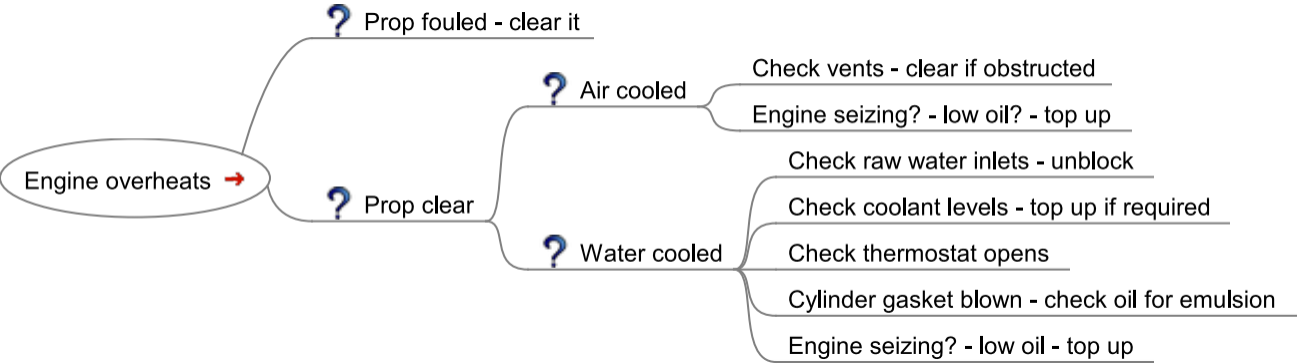 Prop fouled - clear it
Check vents - clear if obstructed
Air cooled
Engine seizing? - low oil? - top up
Check raw water inlets - unblock
Engine overheats
Prop clear
Check coolant levels - top up if required
Water cooled
Check thermostat opens
Cylinder gasket blown - check oil for emulsion
Engine seizing? - low oil - top up